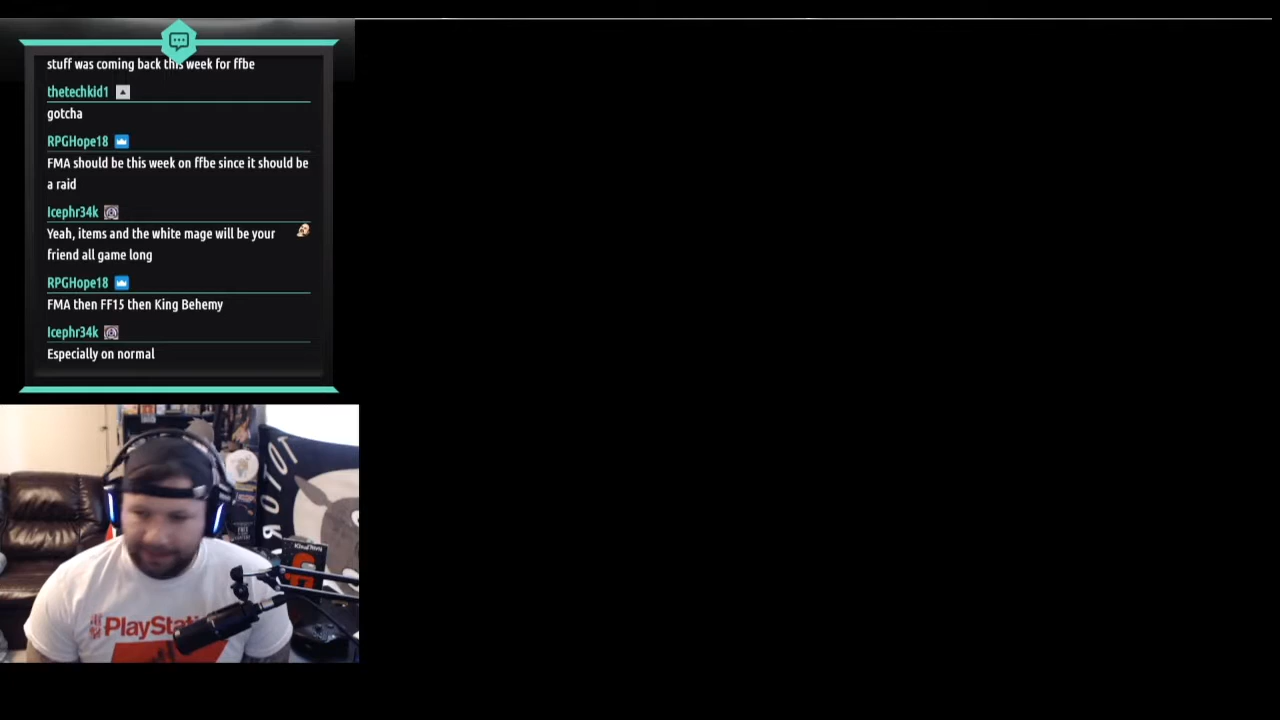 stuff was coming back this week for ffbe
thetechkid1
gotcha
RPGHope18
FMA should be this week on ffbe since it should be
a raid
Icephr34k
Yeah, items and the white mage will be your
friend all game long
RPGHope18
FMA then FF15 then King Behemy
Icephr34k
Especially on normal
TOTORO
PlayStati